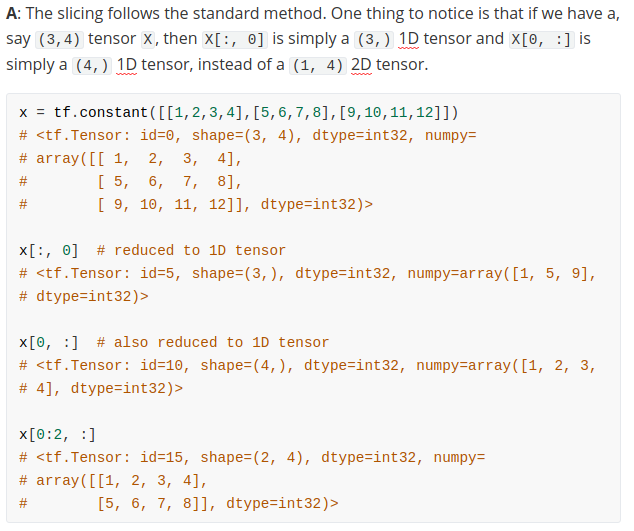 A: The slicing follows the standard method. One thing to notice is that if we have a,
say (3,4) tensor X, then X[:, 0] is simply a (3,) 1D tensor and X[0, :] is
simply a (4,) 1D tensor, instead of a (1, 4) 2D tensor.
x = tf.constant([[1,2,3,4],[5,6,7,8],[9,10,11,12]])
# <tf.Tensor: id=0, shape=(3, 4), dtype=int32, numpy=
# array([[ 1,  2,  3,  4],
#        [ 5,  6,  7,  8],
#        [ 9, 10, 11, 12]], dtype=int32)>
x[:, 0]  # reduced to 1D tensor
# <tf.Tensor: id=5, shape=(3,), dtype=int32, numpy=array([1, 5, 9],
# dtype=int32)>
x[0, :]  # also reduced to 1D tensor
# <tf.Tensor: id=10, shape=(4,), dtype=int32, numpy=array([1, 2, 3,
# 4], dtype=int32)>
x[0:2, :]
# <tf.Tensor: id=15, shape=(2, 4), dtype=int32, numpy=
# array([[1, 2, 3, 4],
#        [5, 6, 7, 8]], dtype=int32)>